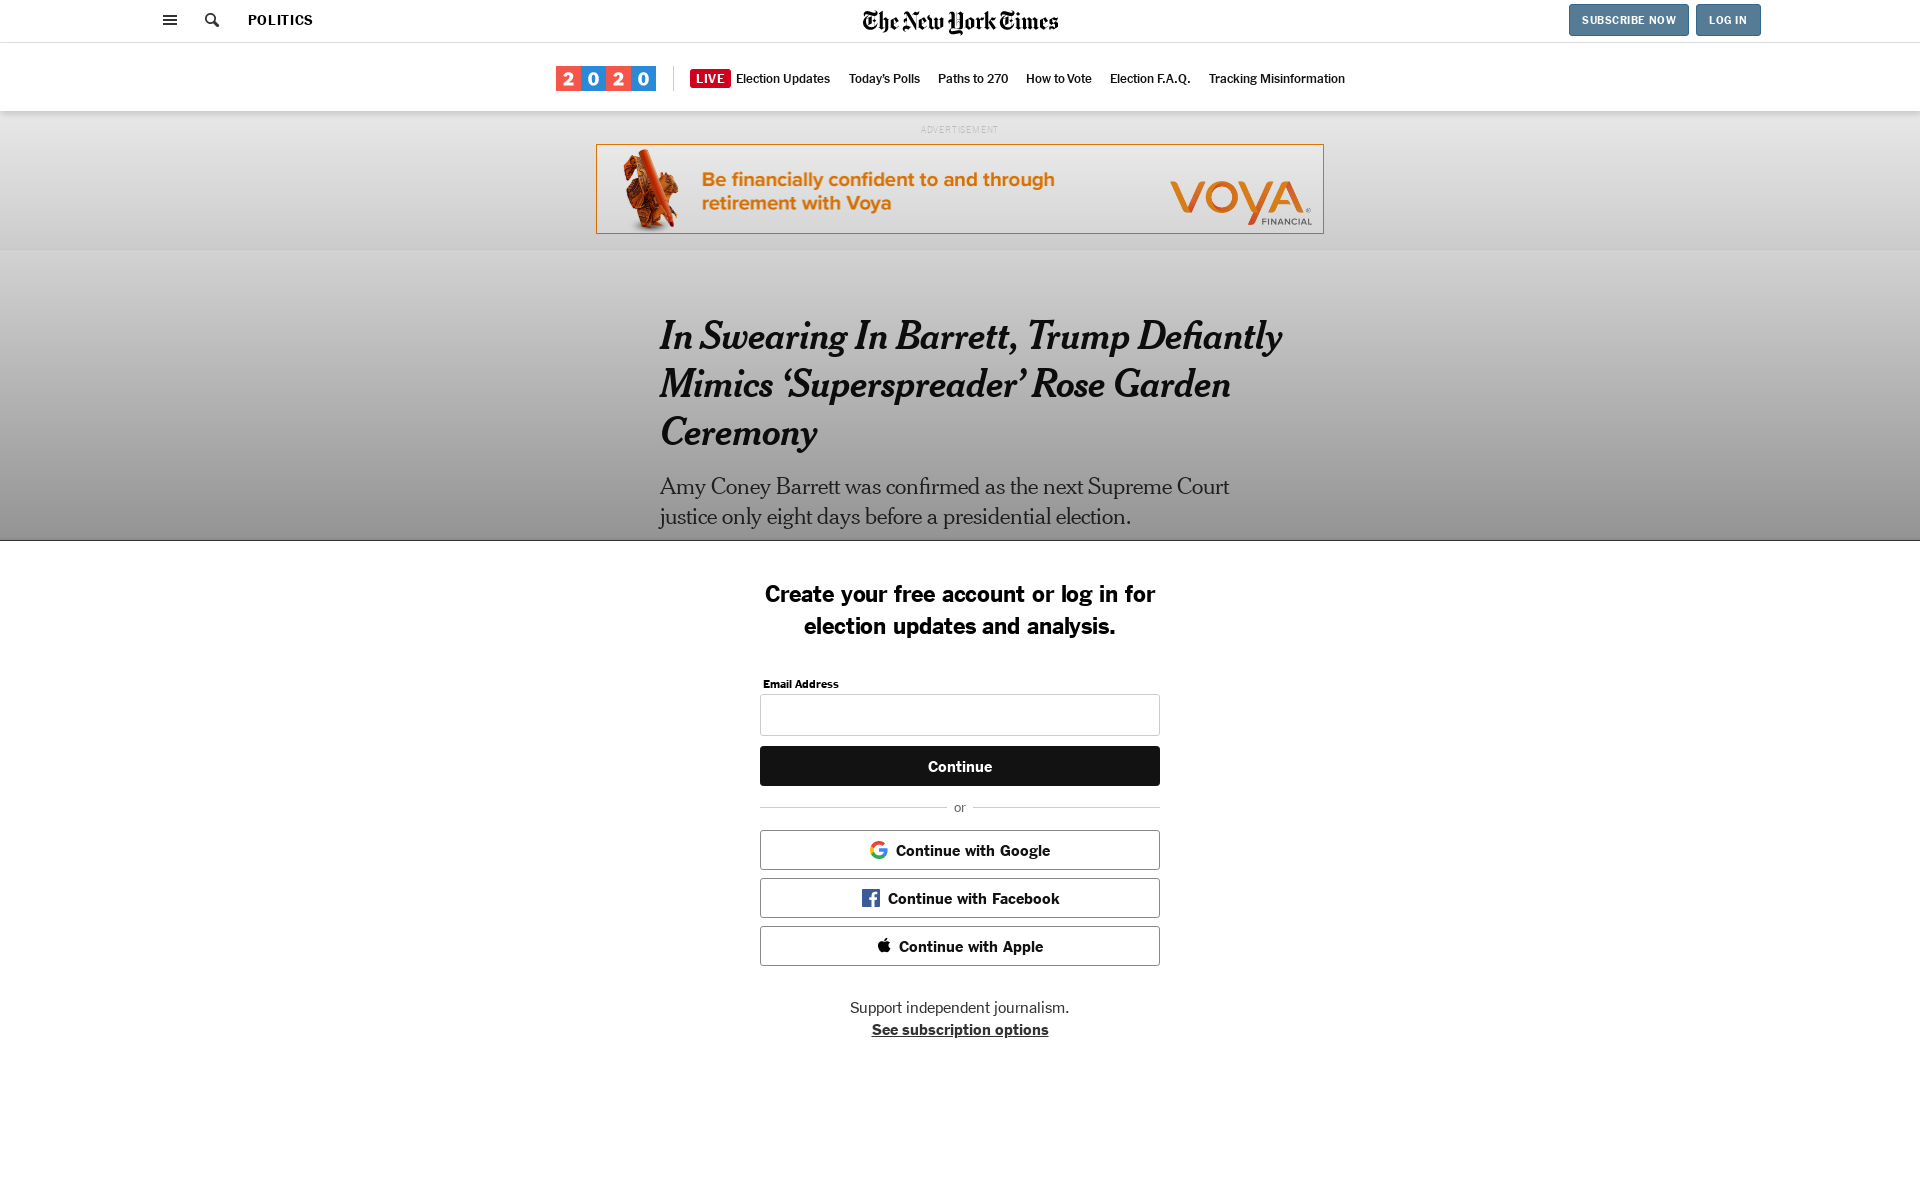 POLITICS
The New York Times
SUBSCRIBE NOW
LOG IN
2020
LIVE Election Updates
Today's Polls
Paths to 270
How to Vote
Election F.A.Q.
Tracking Misinformation
ADVERTISEMENT
Be financially confident to and through
retirement with Voya
VOYA®
FINANCIAL
In Swearing In Barrett, Trump Defiantly
Mimics ‘Superspreader’ Rose Garden
Ceremony
Amy Coney Barrett was confirmed as the next Supreme Court
justice only eight days before a presidential election.
Create your free account or log in for
election updates and analysis.
Email Address
Continue
or
Continue with Google
Continue with Facebook
Continue with Apple
Support independent journalism.
See subscription options